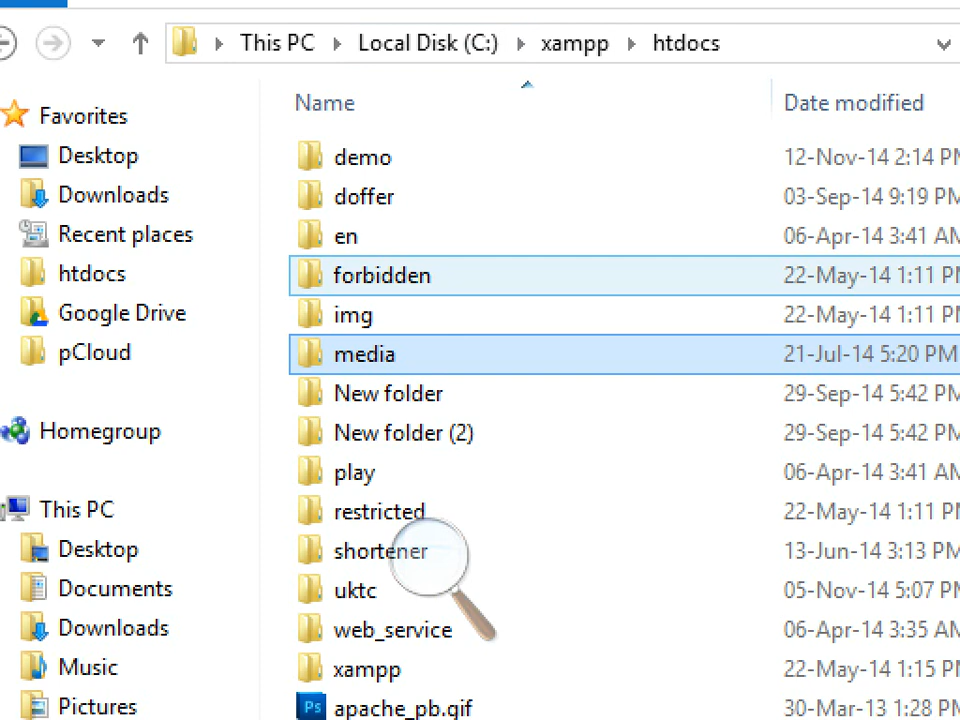 This PC Local Disk (C:) xampp htdocs
Name Date modified
Favorites
Desktop
Downloads
Recent places
htdocs
Google Drive
pCloud
Homegroup
This PC
Desktop
Documents
Downloads
Music
Pictures
demo 12-Nov-14 2:14 PM
doffer 03-Sep-14 9:19 PM
en 06-Apr-14 3:41 AM
forbidden 22-May-14 1:11 PM
img 22-May-14 1:11 PM
media 21-Jul-14 5:20 PM
New folder 29-Sep-14 5:42 PM
New folder (2) 29-Sep-14 5:42 PM
play 06-Apr-14 3:41 AM
restricted 22-May-14 1:11 PM
shortener 13-Jun-14 3:13 PM
uktc 05-Nov-14 5:07 PM
web_service 06-Apr-14 3:35 AM
xampp 22-May-14 1:15 PM
Ps apache_pb.gif 30-Mar-13 1:28 PM